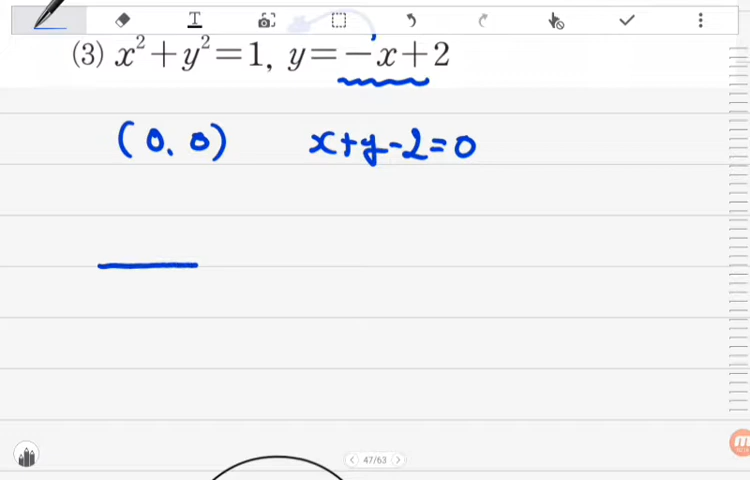 T
(3) x²+y²=1, y=-x+2
(0, 0) x+y-2=0
< 47/63 >